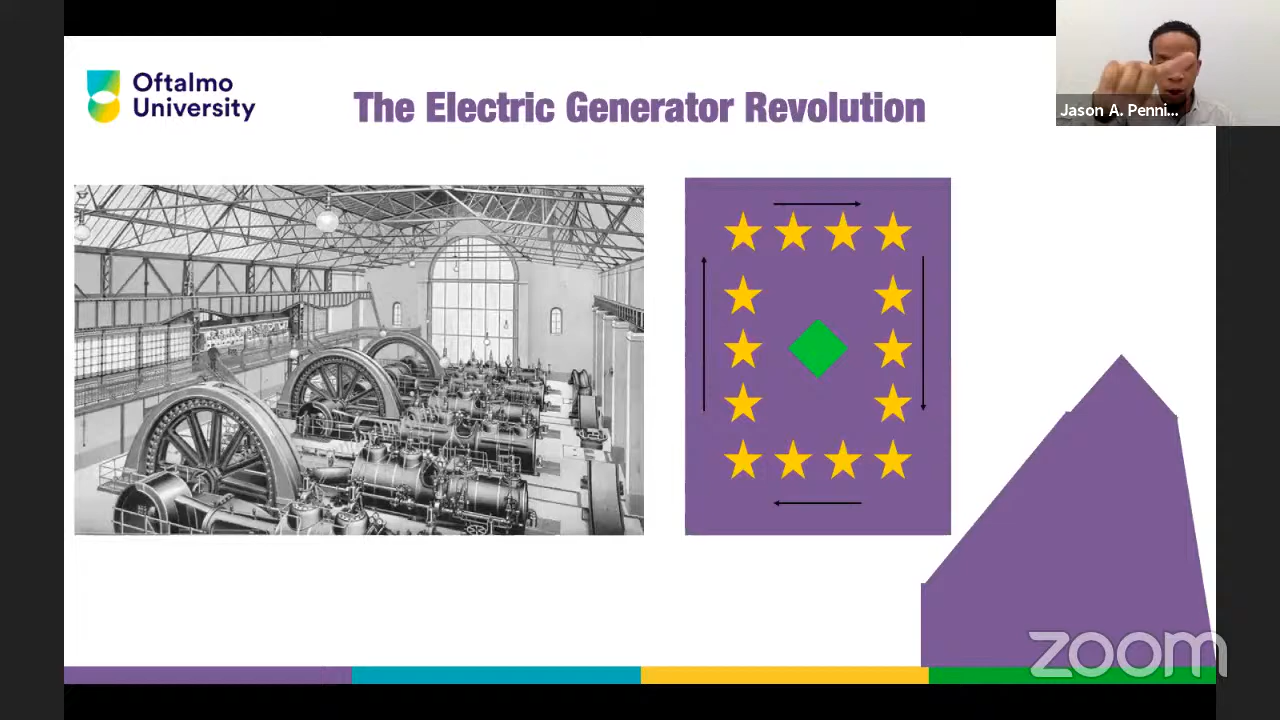 Oftalmo
University
The Electric Generator Revolution
Jason A. Penni...
zoom